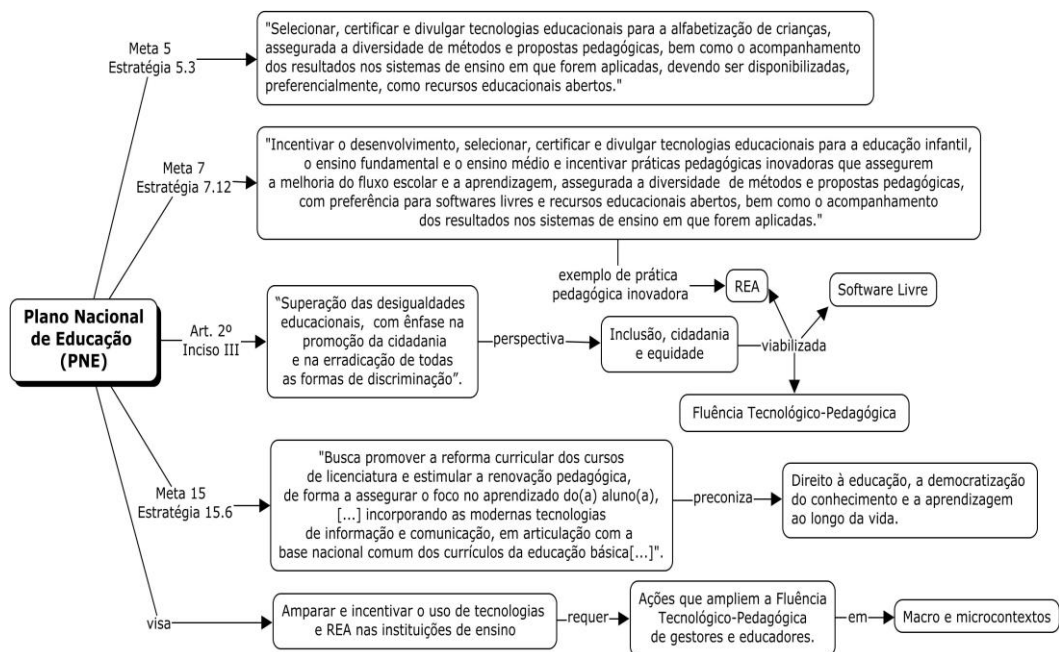 Meta 5
Estratégia 5.3
"Selecionar, certificar e divulgar tecnologias educacionais para a alfabetização de crianças,
assegurada a diversidade de métodos e propostas pedagógicas, bem como o acompanhamento
dos resultados nos sistemas de ensino em que forem aplicadas, devendo ser disponibilizadas,
preferencialmente, como recursos educacionais abertos."
Meta 7
Estratégia 7.12
"Incentivar o desenvolvimento, selecionar, certificar e divulgar tecnologias educacionais para a educação infantil,
o ensino fundamental e o ensino médio e incentivar práticas pedagógicas inovadoras que assegurem
a melhoria do fluxo escolar e a aprendizagem, assegurada a diversidade de métodos e propostas pedagógicas,
com preferência para softwares livres e recursos educacionais abertos, bem como o acompanhamento
dos resultados nos sistemas de ensino em que forem aplicadas."
exemplo de prática
pedagógica inovadora
REA
Software Livre
Plano Nacional
de Educação
(PNE)
Art. 2º
Inciso III
“Superação das desigualdades
educacionais, com ênfase na
promoção da cidadania
e na erradicação de todas
as formas de discriminação”.
perspectiva
Inclusão, cidadania
e equidade
viabilizada
Fluência Tecnológico-Pedagógica
Meta 15
Estratégia 15.6
"Busca promover a reforma curricular dos cursos
de licenciatura e estimular a renovação pedagógica,
de forma a assegurar o foco no aprendizado do(a) aluno(a),
[...] incorporando as modernas tecnologias
de informação e comunicação, em articulação com a
base nacional comum dos currículos da educação básica[...]".
preconiza
Direito à educação, a democratização
do conhecimento e a aprendizagem
ao longo da vida.
visa
Amparar e incentivar o uso de tecnologias
e REA nas instituições de ensino
requer
Ações que ampliem a Fluência
Tecnológico-Pedagógica
de gestores e educadores.
em
Macro e microcontextos